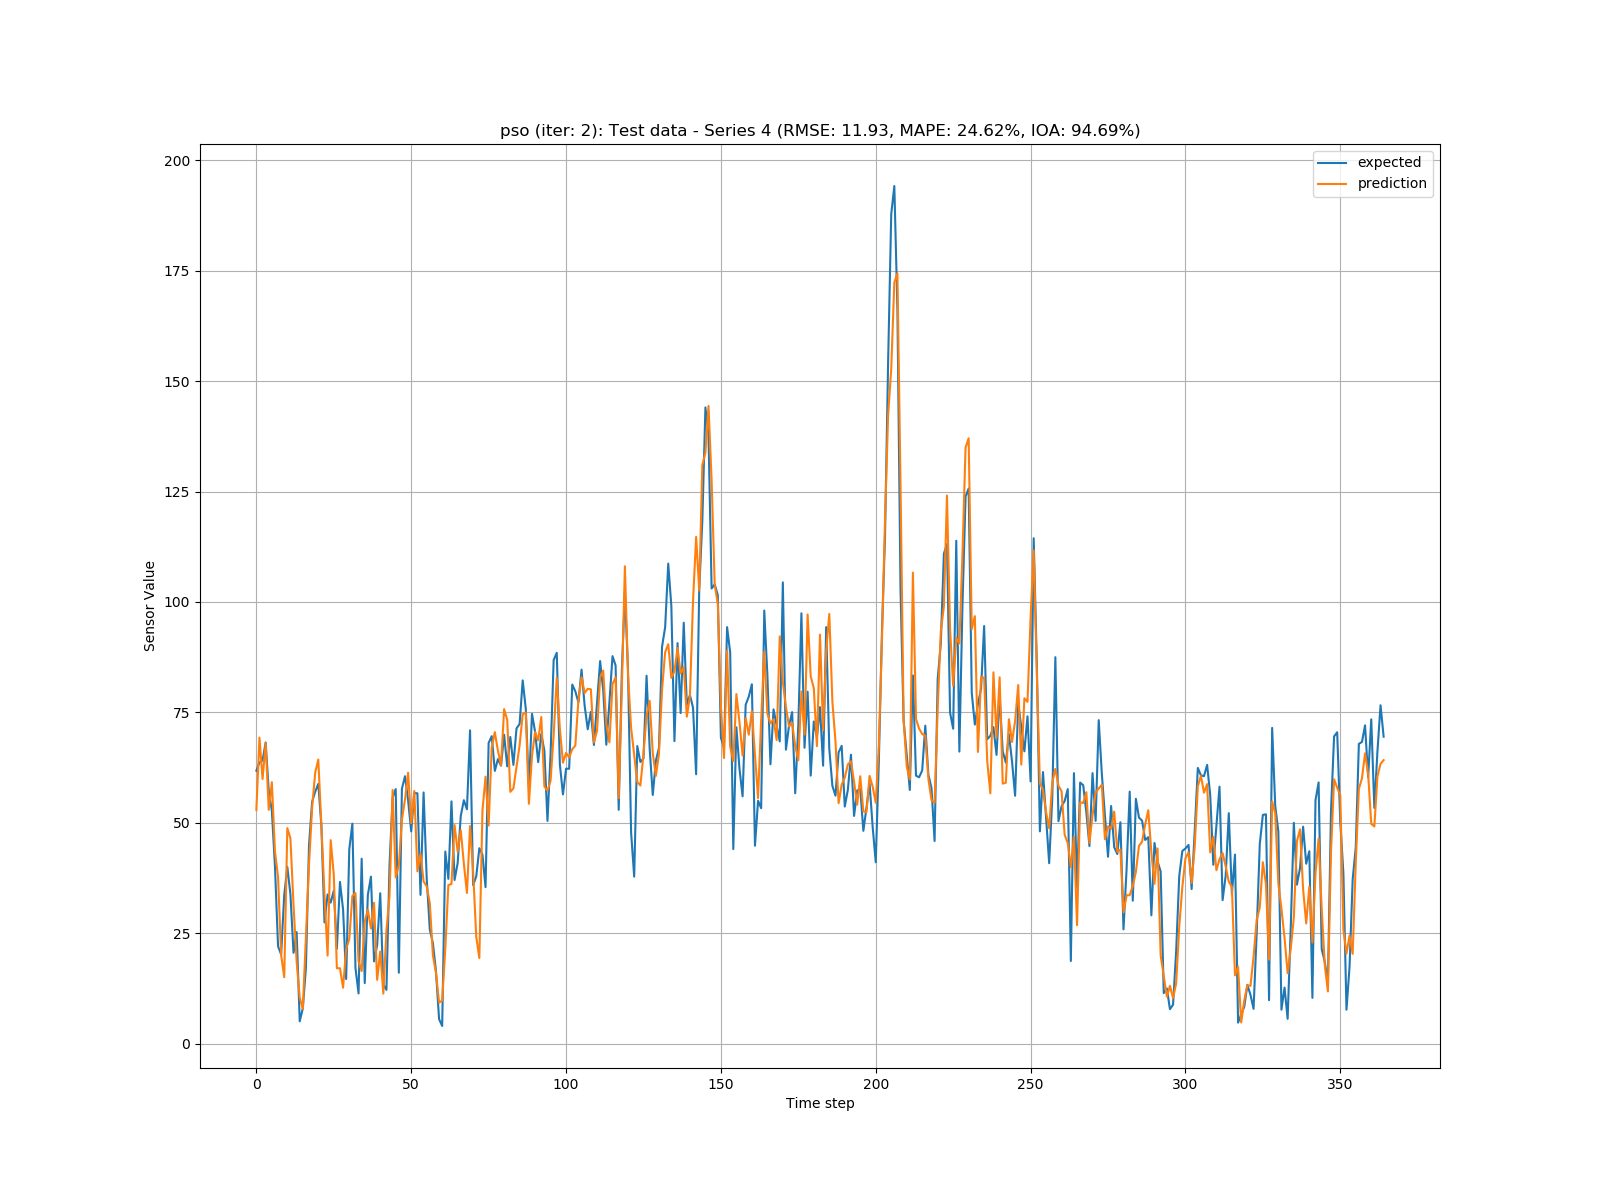 pso (iter: 2): Test data - Series 4 (RMSE: 11.93, MAPE: 24.62%, IOA: 94.69%)
expected
prediction
200
175
150
125
100
75
50
25
0
Sensor Value
0 50 100 150 200 250 300 350
Time step